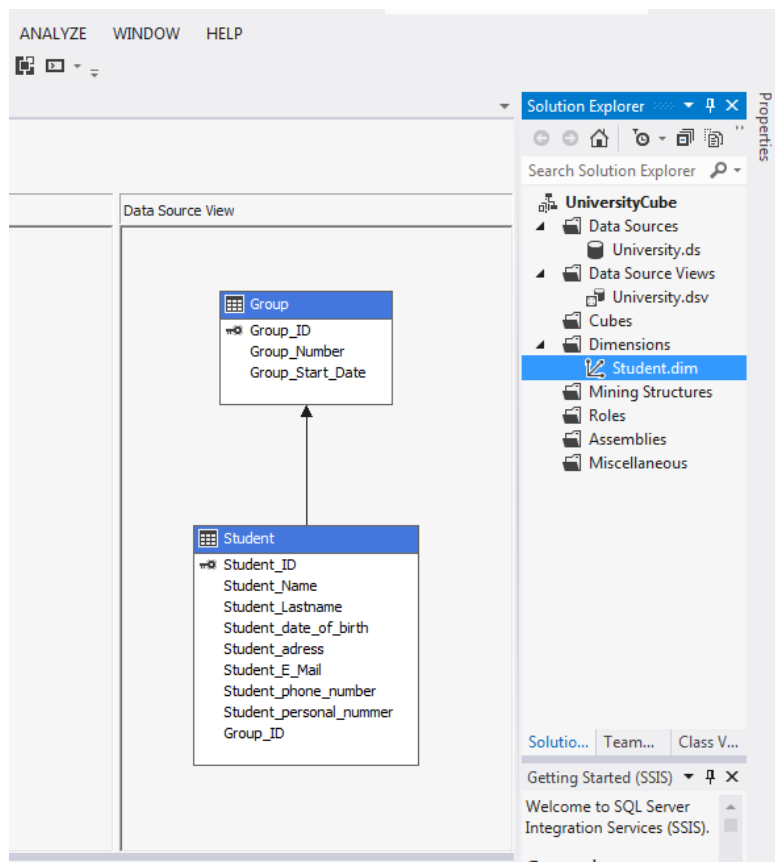 ANALYZE WINDOW HELP
Data Source View
Group
Group_ID
Group_Number
Group_Start_Date
Student
Student_ID
Student_Name
Student_Lastname
Student_date_of_birth
Student_adress
Student_E_Mail
Student_phone_number
Student_personal_nummer
Group_ID
Solution Explorer
Search Solution Explorer
UniversityCube
Data Sources
University.ds
Data Source Views
University.dsv
Cubes
Dimensions
Student.dim
Mining Structures
Roles
Assemblies
Miscellaneous
Solutio... Team... Class V...
Getting Started (SSIS)
Welcome to SQL Server
Integration Services (SSIS).
Properties